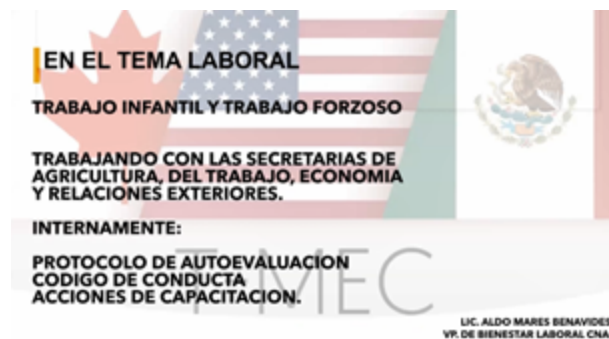 EN EL TEMA LABORAL
TRABAJO INFANTIL Y TRABAJO FORZOSO
TRABAJANDO CON LAS SECRETARIAS DE
AGRICULTURA, DEL TRABAJO, ECONOMIA
Y RELACIONES EXTERIORES.
INTERNAMENTE:
PROTOCOLO DE AUTOEVALUACION
CODIGO DE CONDUCTA
ACCIONES DE CAPACITACION.
T-MEC
LIC. ALDO MARES BENAVIDES
VP. DE BIENESTAR LABORAL CNA